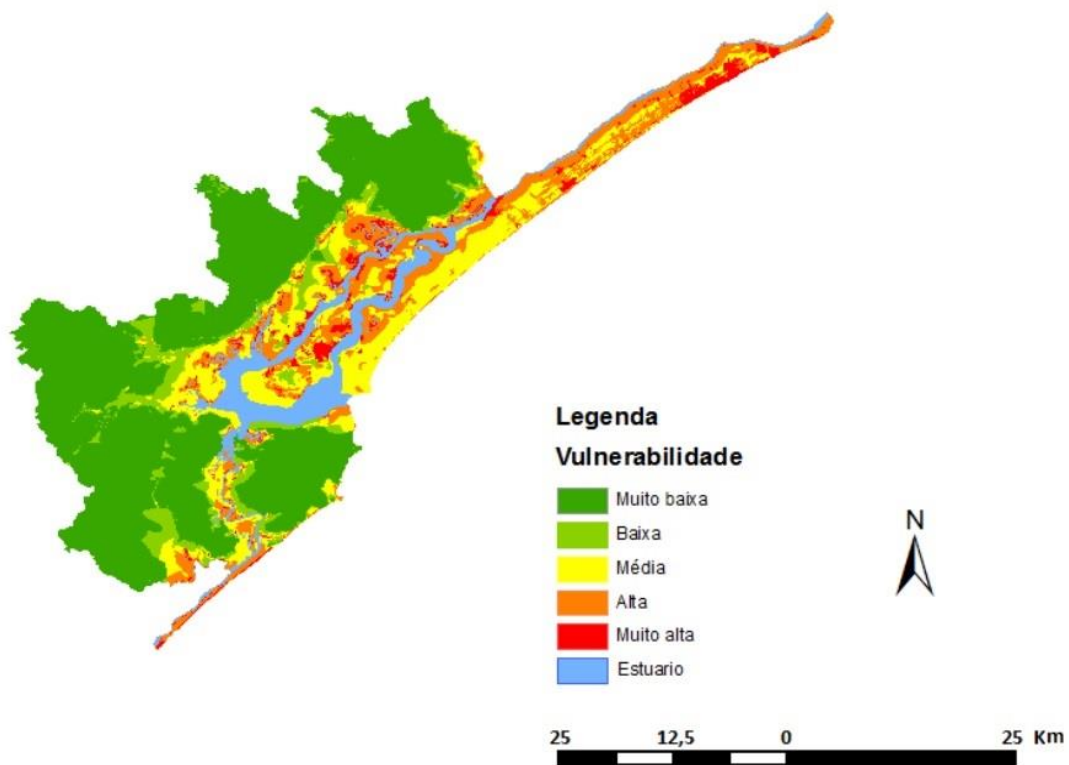 Legenda
Vulnerabilidade
Muito baixa
Baixa
Média
Alta
Muito alta
Estuario
N
25 12,5 0 25 Km